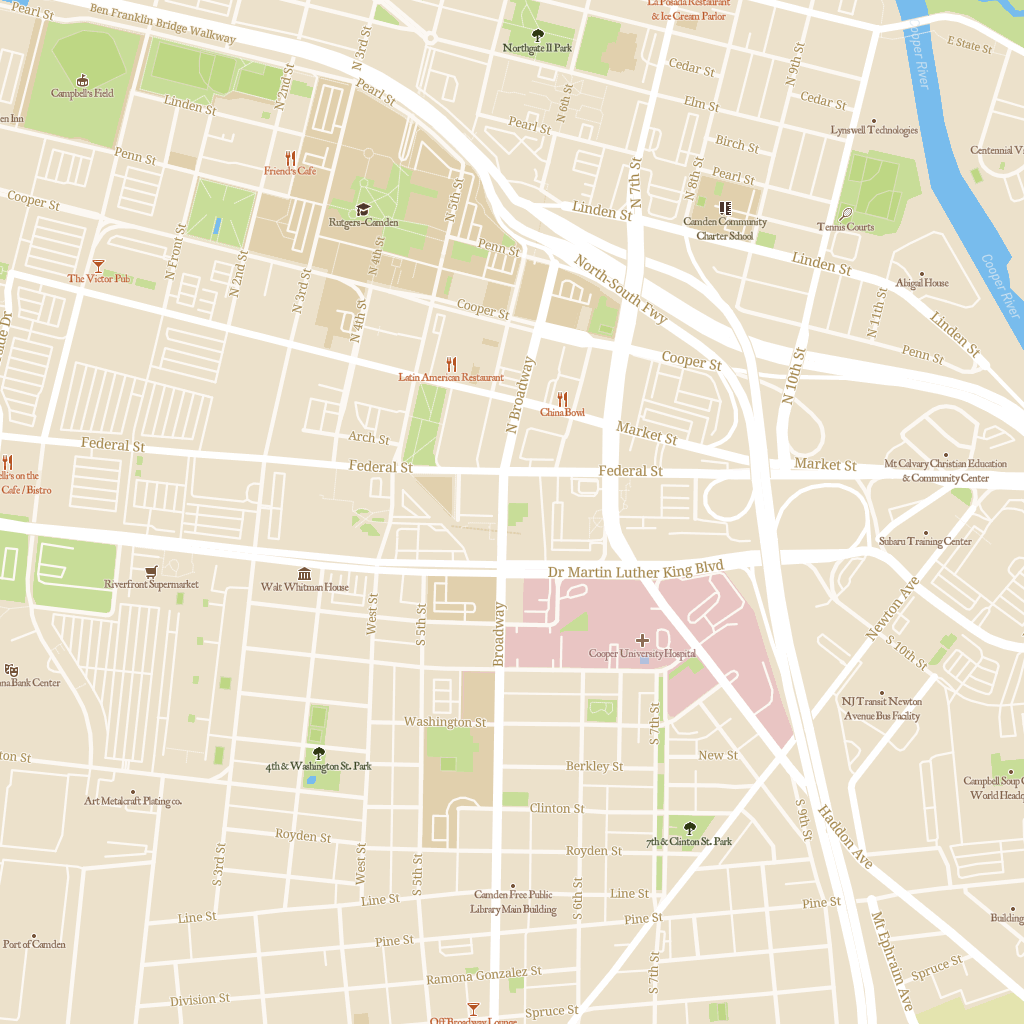 Pearl St
Ben Franklin Bridge Walkway
N 3rd St
Northgate II Park
La Posada Restaurant
& Ice Cream Parlor
Cooper River
E State St
Campbell's Field
N 2nd St
Pearl St
Cedar St
N 9th St
Linden St
N 6th St
Elm St
Cedar St
Pearl St
Lynswell Technologies
Birch St
Penn St
Friend's Cafe
N 7th St
N 8th St
Pearl St
Cooper St
N 5th St
Rutgers-Camden
Linden St
Camden Community
Charter School
Tennis Courts
N Front St
N 4th St
Penn St
The Victor Pub
N 2nd St
N 3rd St
North-South Fwy
Linden St
Abigail House
Cooper River
Cooper St
N 4th St
N 11th St
Linden St
Penn St
Cooper St
Latin American Restaurant
N Broadway
N 10th St
China Bowl
Market St
Arch St
Federal St
Federal St
Federal St
Market St
Mt Calvary Christian Education
& Community Center
Cafe / Bistro
Subaru Training Center
Riverfront Supermarket
Walt Whitman House
Dr Martin Luther King Blvd
West St
S 5th St
Broadway
Newton Ave
Cooper University Hospital
S 10th St
NJ Transit Newton
Avenue Bus Facility
S 7th St
Washington St
4th & Washington St. Park
Berkley St
New St
Art Metalcraft Plating co.
Clinton St
S 9th St
Haddon Ave
Royden St
7th & Clinton St. Park
Royden St
S 3rd St
West St
S 5th St
Camden Free Public
Library Main Building
S 6th St
Line St
Line St
Line St
Pine St
Pine St
Port of Camden
Pine St
Mt Ephraim Ave
Ramona Gonzalez St
S 7th St
Spruce St
Division St
Off Broadway Lounge
Spruce St